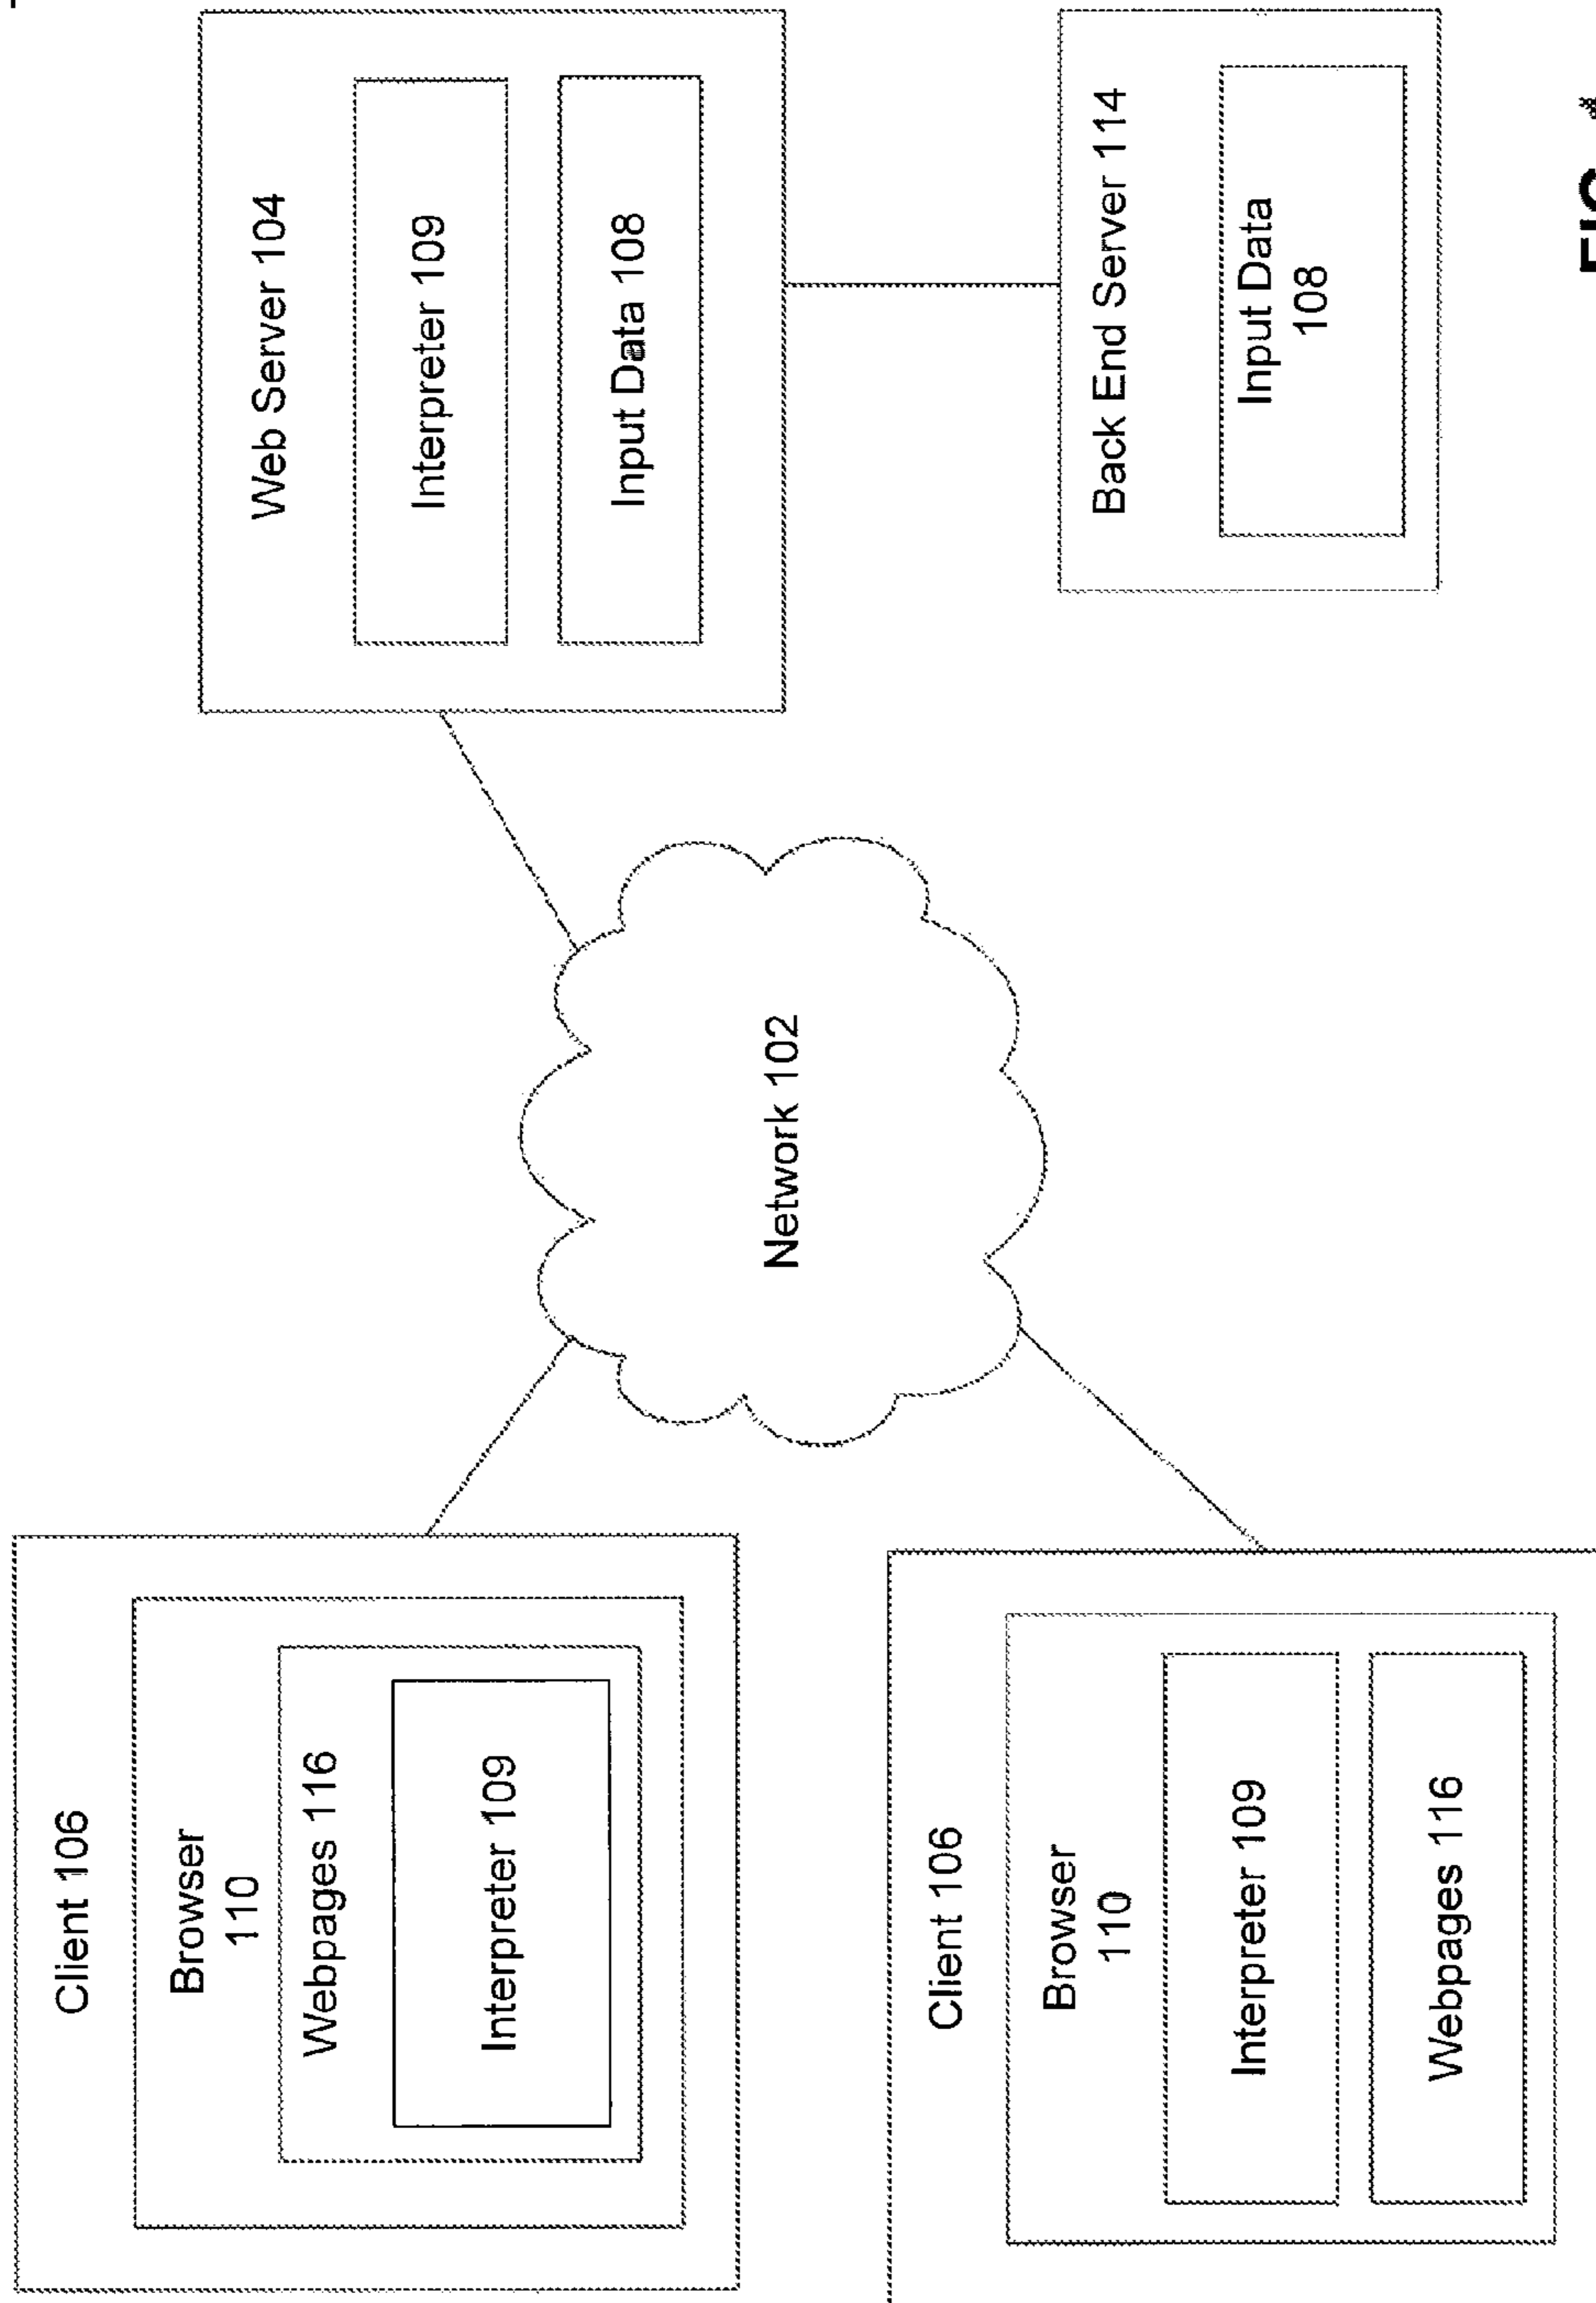 Client 106
Browser
110
Webpages 116
Interpreter 109
Client 106
Browser
110
Interpreter 109
Webpages 116
Network 102
Web Server 104
Interpreter 109
Input Data 108
Back End Server 114
Input Data
108